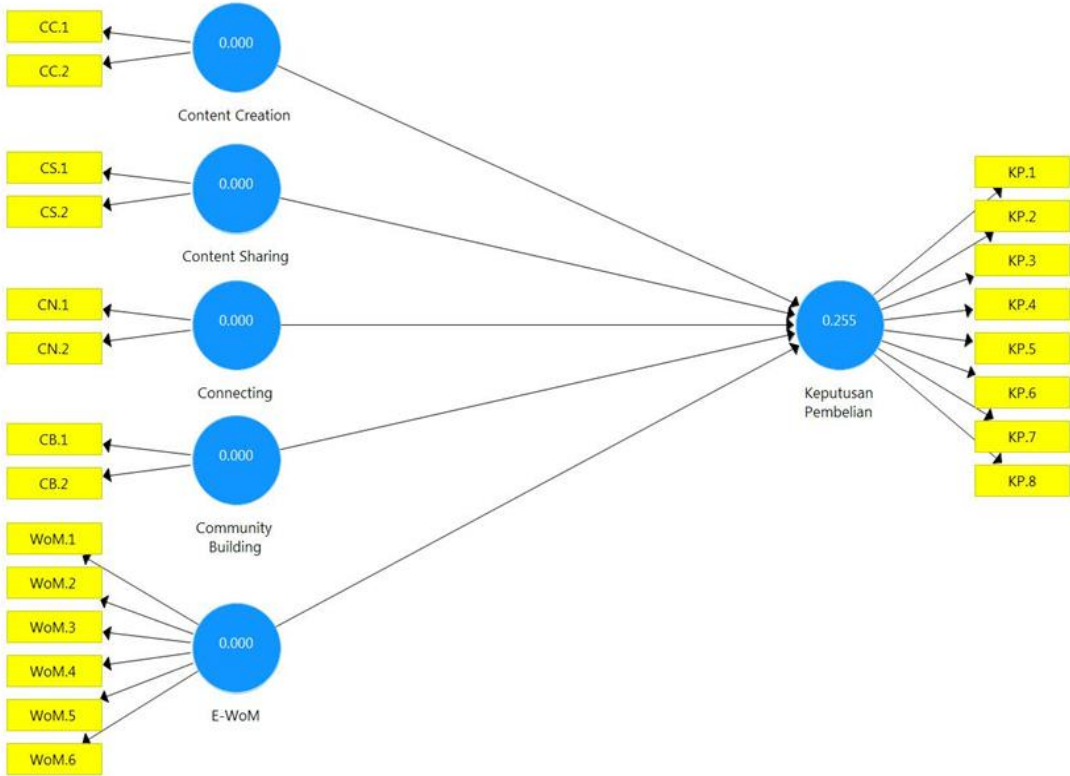 CC.1
CC.2
0.000
Content Creation
CS.1
CS.2
0.000
Content Sharing
CN.1
CN.2
0.000
Connecting
CB.1
CB.2
0.000
Community
Building
WoM.1
WoM.2
WoM.3
WoM.4
WoM.5
WoM.6
0.000
E-WoM
0.255
Keputusan
Pembelian
KP.1
KP.2
KP.3
KP.4
KP.5
KP.6
KP.7
KP.8